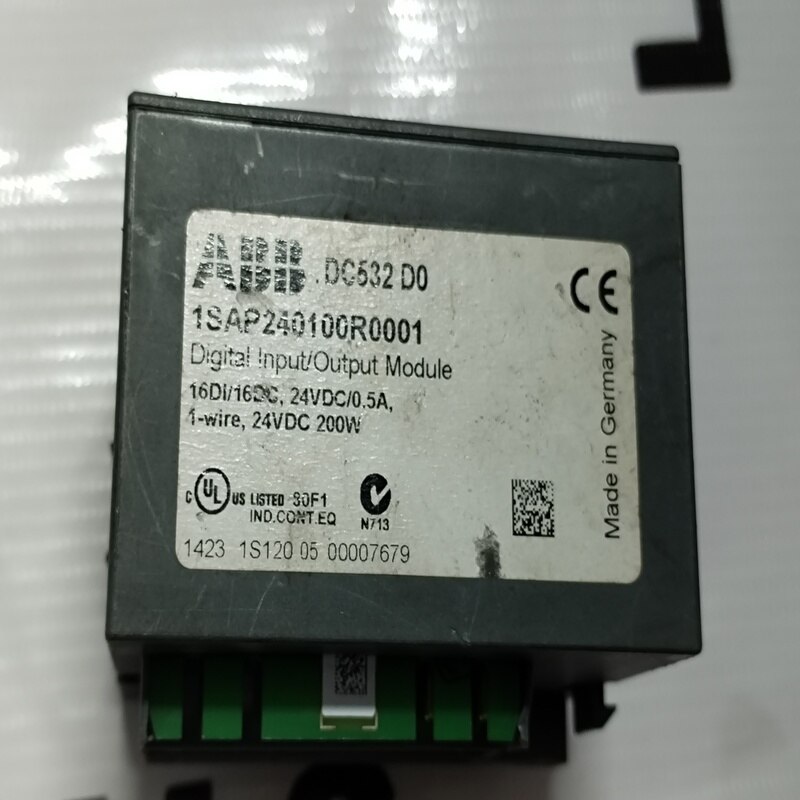 ABB .DC532 D0
1SAP240100R0001
Digital Input/Output Module
16DI/16DC, 24VDC/0.5A,
1-wire, 24VDC 200W
CE
Made in Germany
C UL US LISTED 30F1
IND.CONT.EQ
N713
1423 1S120 05 00007679